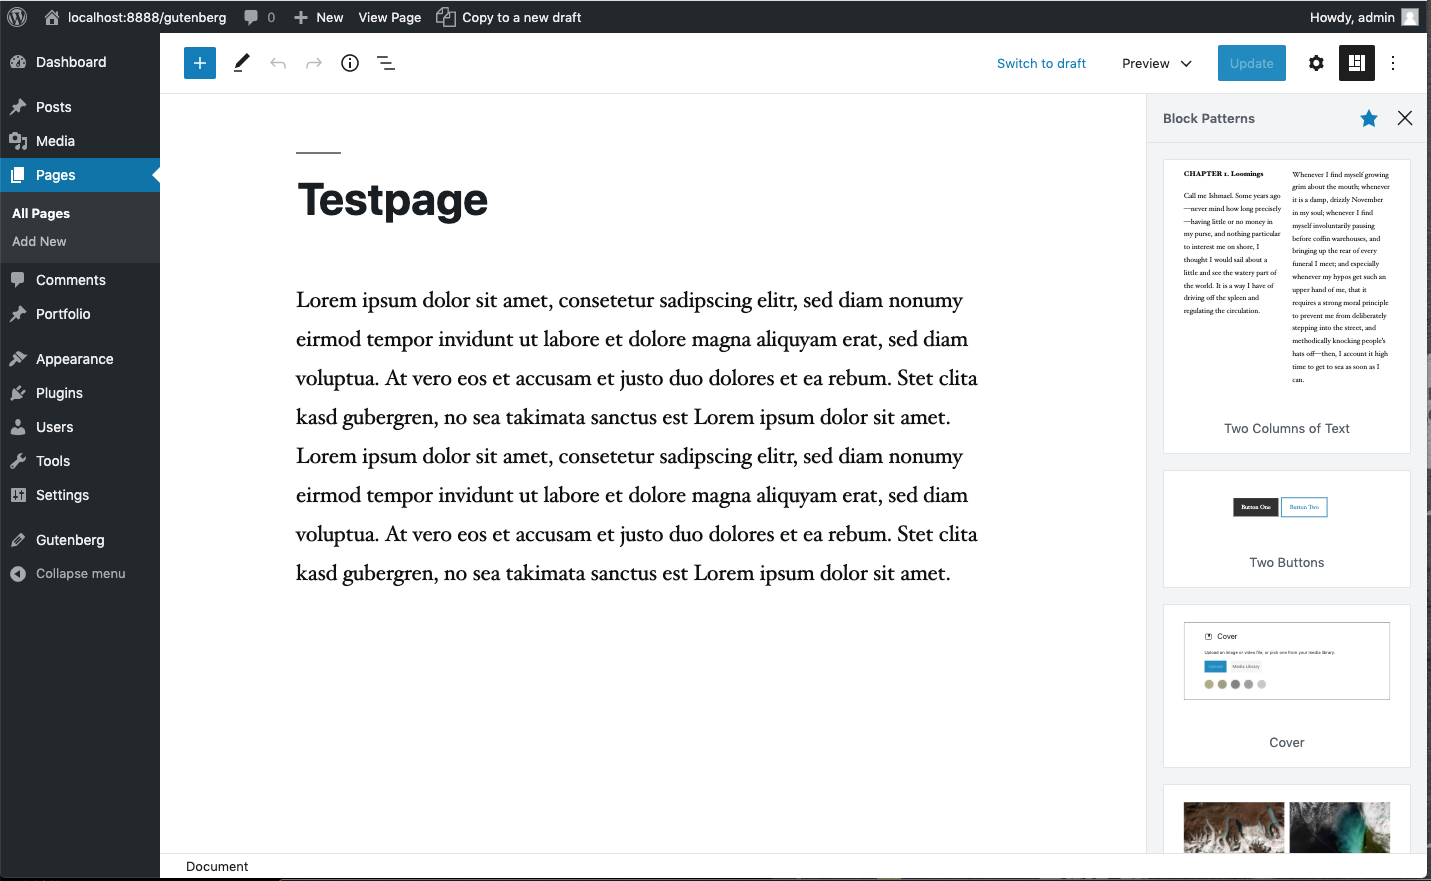 localhost:8888/gutenberg
0
New
View Page
Copy to a new draft
Howdy, admin
Dashboard
Posts
Media
Pages
All Pages
Add New
Comments
Portfolio
Appearance
Plugins
Users
Tools
Settings
Gutenberg
Collapse menu
Switch to draft
Preview
Update
Testpage
Lorem ipsum dolor sit amet, consetetur sadipscing elitr, sed diam nonumy
eirmod tempor invidunt ut labore et dolore magna aliquyam erat, sed diam
voluptua. At vero eos et accusam et justo duo dolores et ea rebum. Stet clita
kasd gubergren, no sea takimata sanctus est Lorem ipsum dolor sit amet.
Lorem ipsum dolor sit amet, consetetur sadipscing elitr, sed diam nonumy
eirmod tempor invidunt ut labore et dolore magna aliquyam erat, sed diam
voluptua. At vero eos et accusam et justo duo dolores et ea rebum. Stet clita
kasd gubergren, no sea takimata sanctus est Lorem ipsum dolor sit amet.
Block Patterns
CHAPTER 1. Loomings
Call me Ishmael. Some years ago
—never mind how long precisely
—having little or no money in
my purse, and nothing particular
to interest me on shore, I
thought I would sail about a
little and see the watery part of
the world. It is a way I have of
driving off the spleen and
regulating the circulation.
Whenever I find myself growing
grim about the mouth; whenever
it is a damp, drizzly November
in my soul; whenever I find
myself involuntarily pausing
before coffin warehouses, and
bringing up the rear of every
funeral I meet; and especially
whenever my hypos get such an
upper hand of me, that it
requires a strong moral principle
to prevent me from deliberately
stepping into the street, and
methodically knocking people's
hats off—then, I account it high
time to get to sea as soon as I
can.
Two Columns of Text
Button One
Button Two
Two Buttons
Cover
Upload an image or video file, or pick one from your media library.
Media Library
Cover
Document